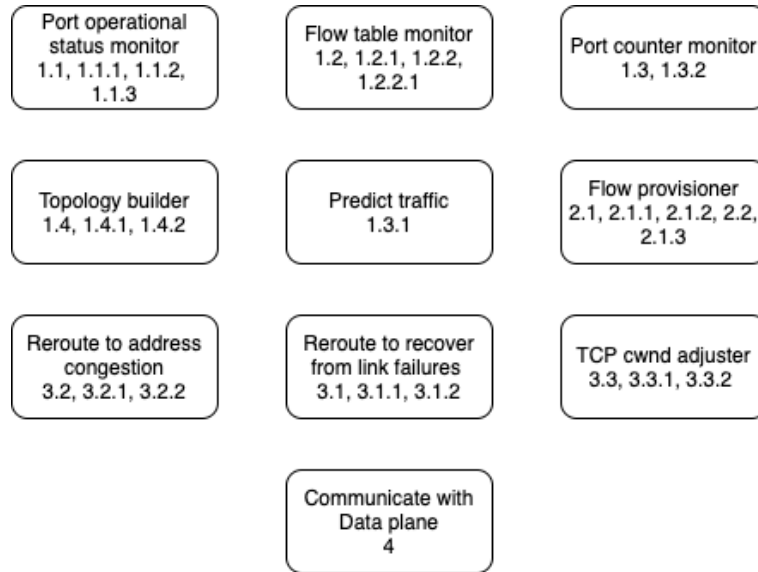 Port operational
status monitor
1.1, 1.1.1, 1.1.2,
1.1.3
Flow table monitor
1.2, 1.2.1, 1.2.2,
1.2.2.1
Port counter monitor
1.3, 1.3.2
Topology builder
1.4, 1.4.1, 1.4.2
Predict traffic
1.3.1
Flow provisioner
2.1, 2.1.1, 2.1.2, 2.2,
2.1.3
Reroute to address
congestion
3.2, 3.2.1, 3.2.2
Reroute to recover
from link failures
3.1, 3.1.1, 3.1.2
TCP cwnd adjuster
3.3, 3.3.1, 3.3.2
Communicate with
Data plane
4